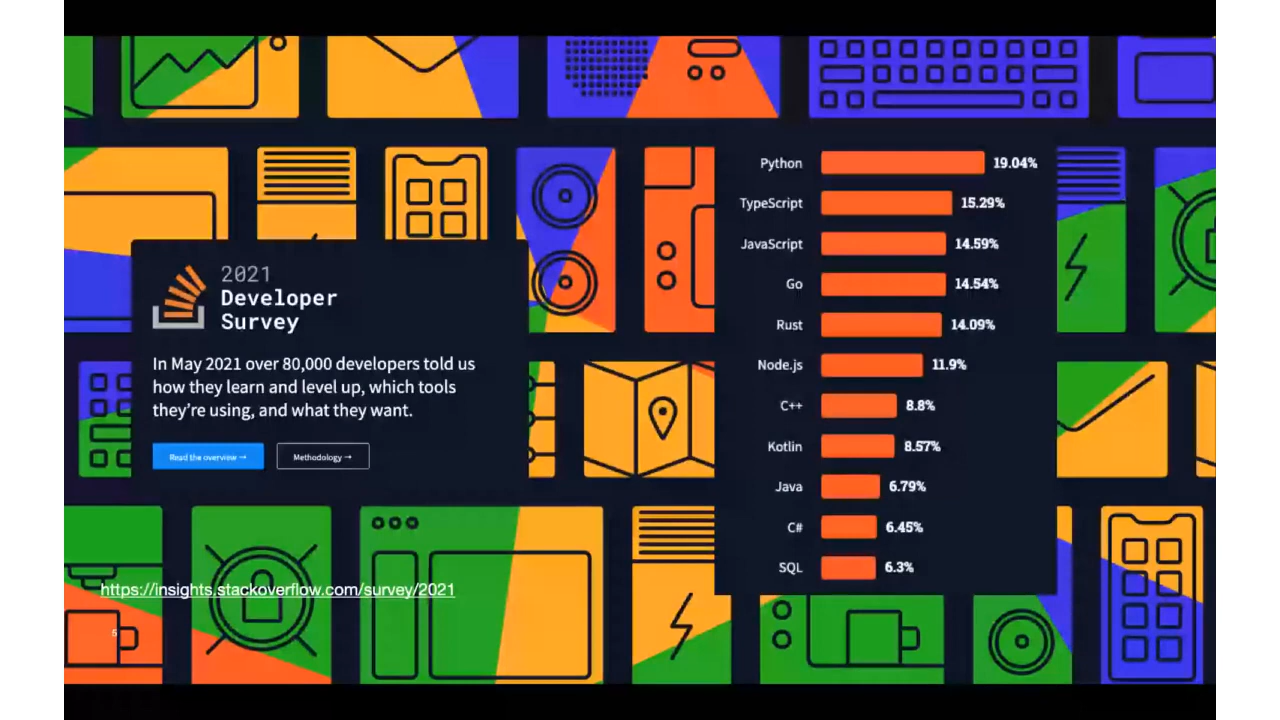 2021
Developer
Survey
In May 2021 over 80,000 developers told us
how they learn and level up, which tools
they're using, and what they want.
Read the overview →
Methodology →
https://insights.stackoverflow.com/survey/2021
5
Python 19.04%
TypeScript 15.29%
JavaScript 14.59%
Go 14.54%
Rust 14.09%
Node.js 11.9%
C++ 8.8%
Kotlin 8.57%
Java 6.79%
C# 6.45%
SQL 6.3%